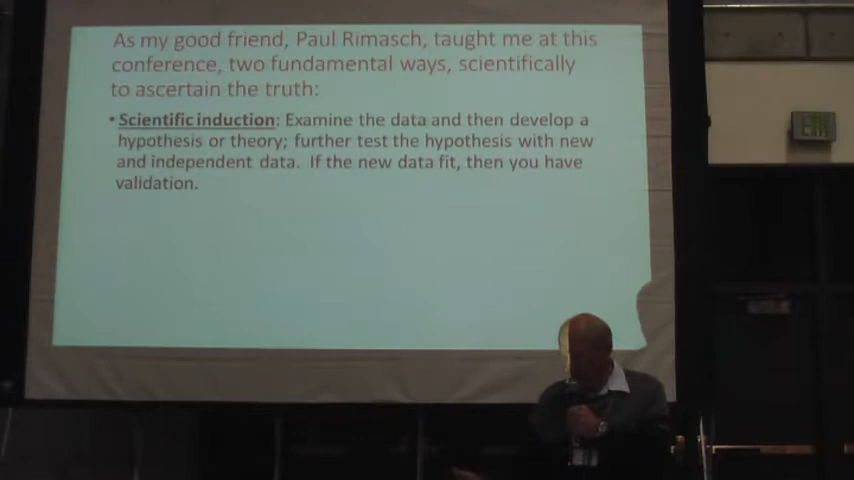 As my good friend, Paul Rimasch, taught me at this
conference, two fundamental ways, scientifically
to ascertain the truth:
• Scientific induction: Examine the data and then develop a
hypothesis or theory; further test the hypothesis with new
and independent data. If the new data fit, then you have
validation.
EXIT